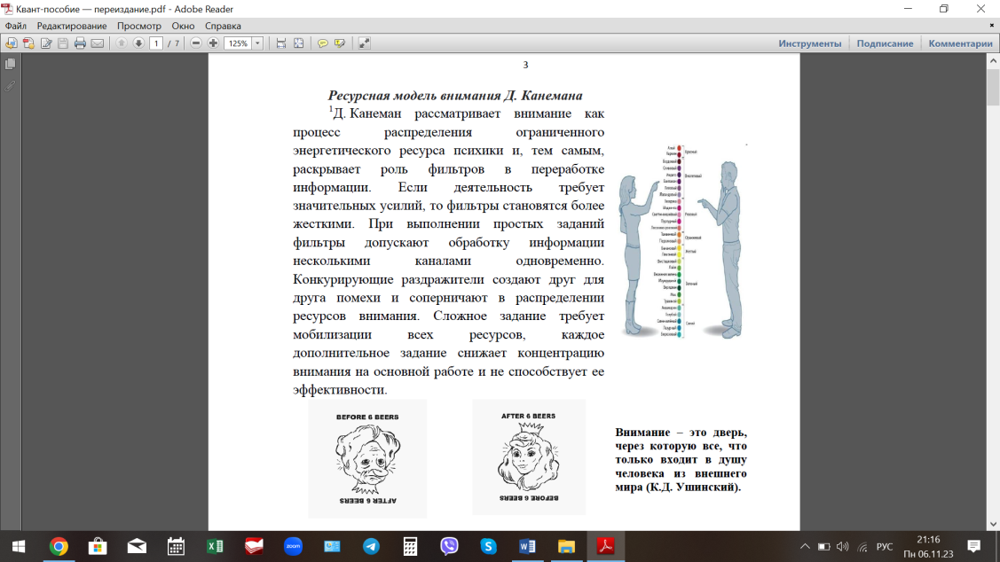 Квант-пособие — переиздание.pdf - Adobe Reader
Файл Редактирование Просмотр Окно Справка
1 / 7 125% Инструменты Подписание Комментарии
3
Ресурсная модель внимания Д. Канемана
1Д. Канеман рассматривает внимание как
процесс распределения ограниченного
энергетического ресурса психики и, тем самым,
раскрывает роль фильтров в переработке
информации. Если деятельность требует
значительных усилий, то фильтры становятся более
жесткими. При выполнении простых заданий
фильтры допускают обработку информации
несколькими каналами одновременно.
Конкурирующие раздражители создают друг для
друга помехи и соперничают в распределении
ресурсов внимания. Сложное задание требует
мобилизации всех ресурсов, каждое
дополнительное задание снижает концентрацию
внимания на основной работе и не способствует ее
эффективности.
BEFORE 6 BEERS
AFTER 6 BEERS
AFTER 6 BEERS
BEFORE 6 BEERS
Внимание – это дверь,
через которую все, что
только входит в душу
человека из внешнего
мира (К.Д. Ушинский).
zoom
РУС
21:16
Пн 06.11.23